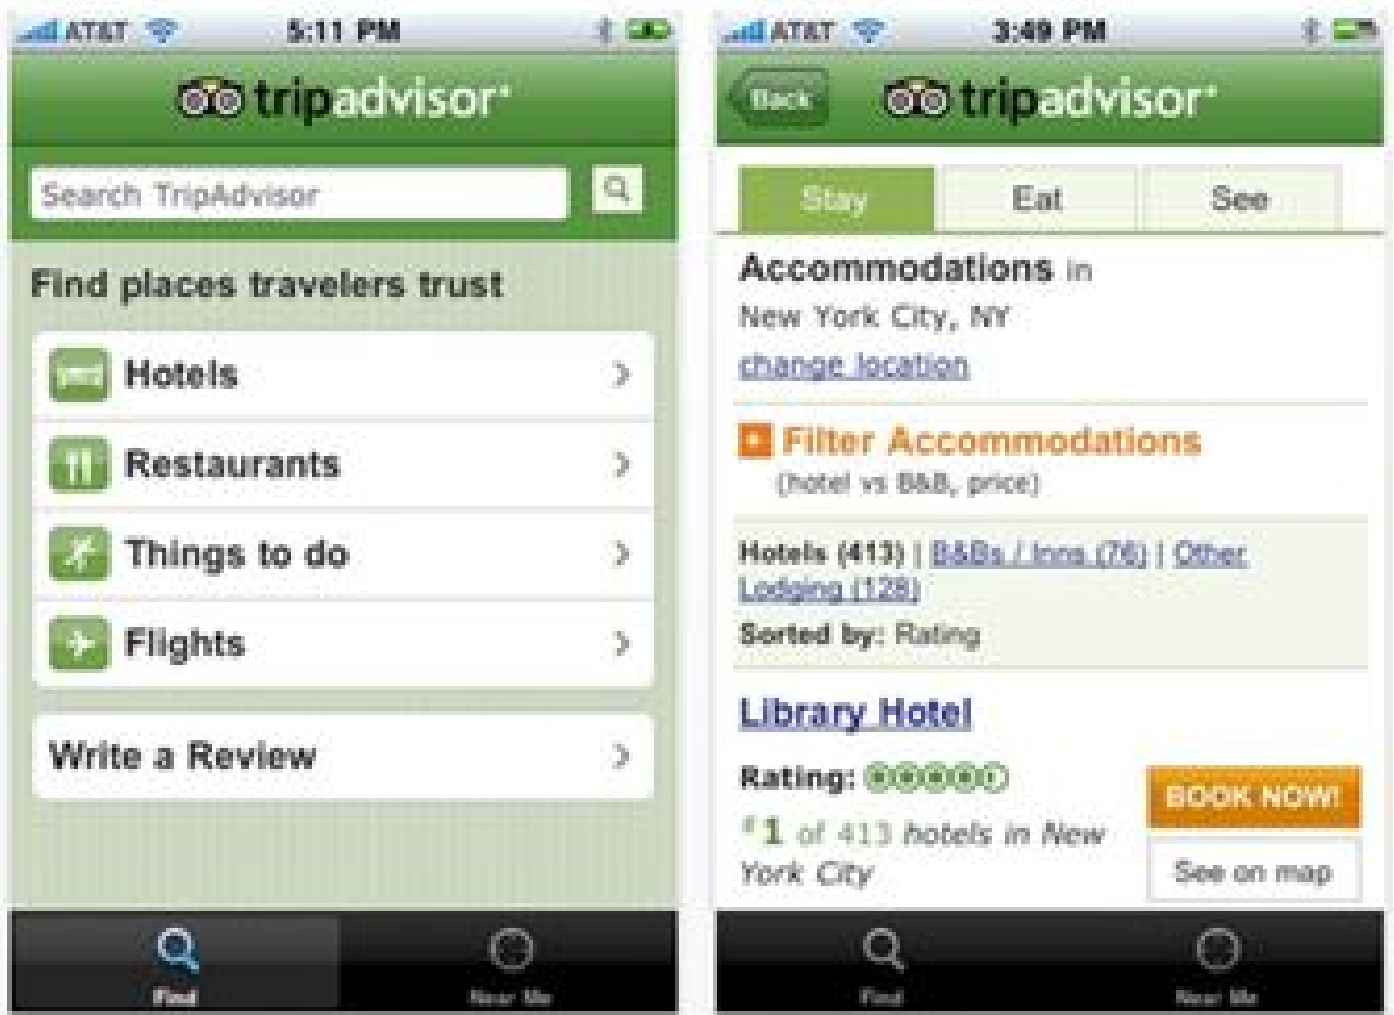 AT&T 5:11 PM
tripadvisor
Search TripAdvisor
Find places travelers trust
Hotels
Restaurants
Things to do
Flights
Write a Review
Find Near Me
AT&T 3:49 PM
Back tripadvisor
Stay Eat See
Accommodations in
New York City, NY
change location
Filter Accommodations
(hotel vs B&B, price)
Hotels (413) | B&Bs / Inns (76) | Other
Lodging (128)
Sorted by: Rating
Library Hotel
Rating:
BOOK NOW!
#1 of 413 hotels in New
York City
See on map
Find Near Me